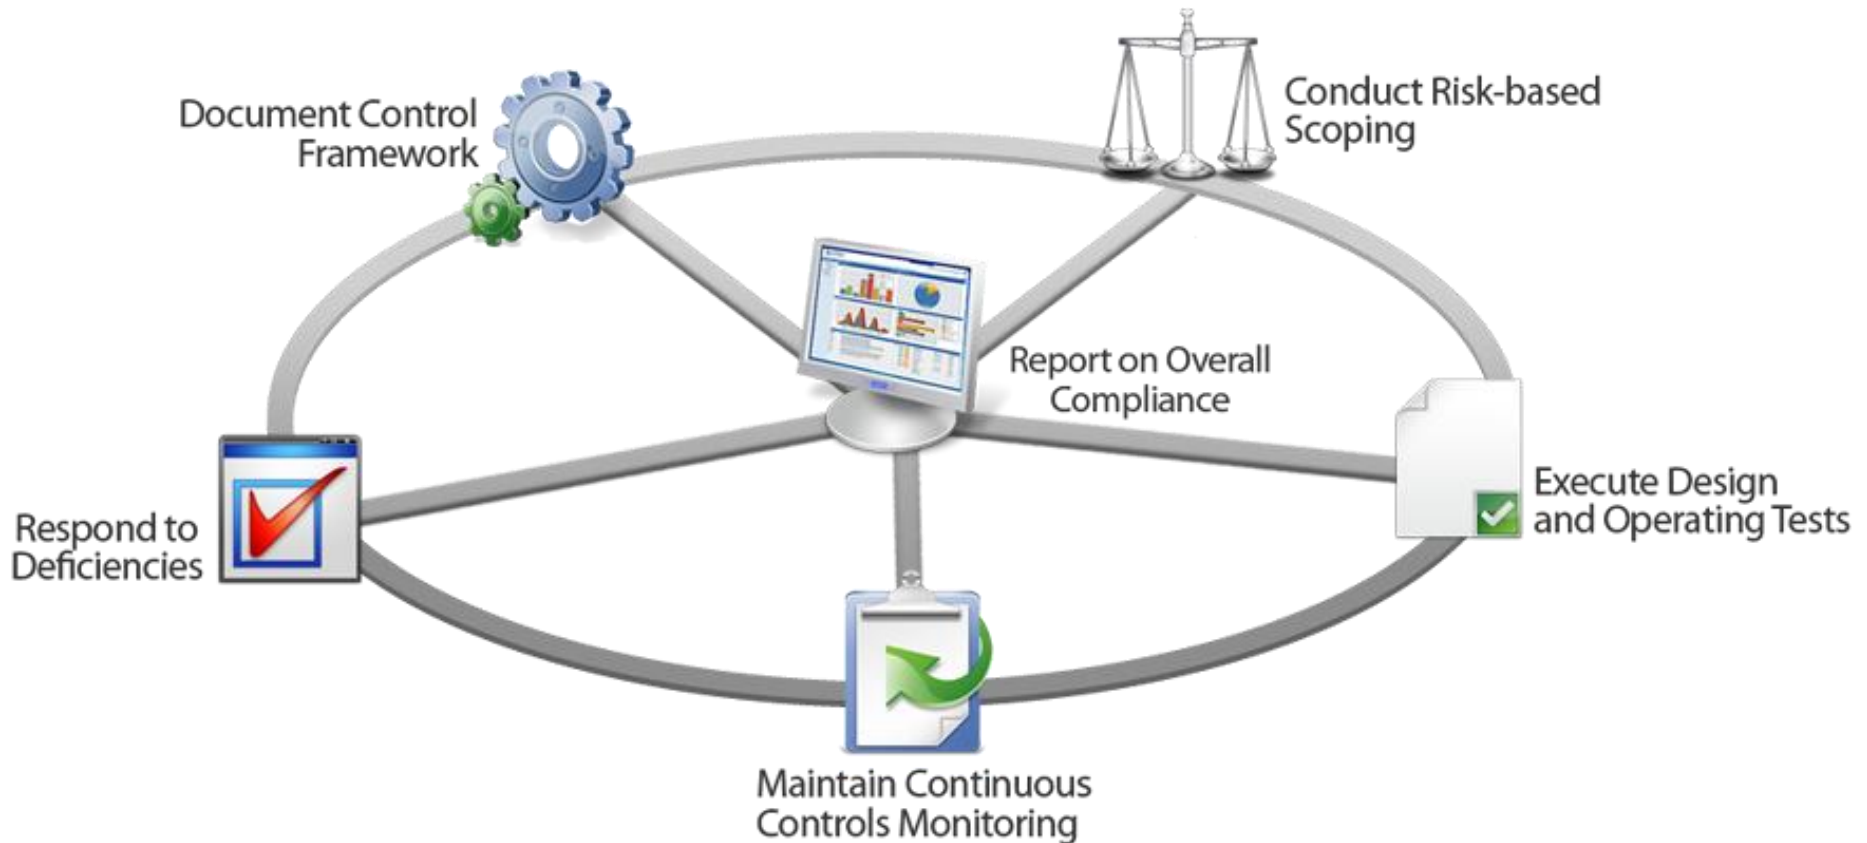 Document Control
Framework
Conduct Risk-based
Scoping
Report on Overall
Compliance
Execute Design
and Operating Tests
Respond to
Deficiencies
Maintain Continuous
Controls Monitoring